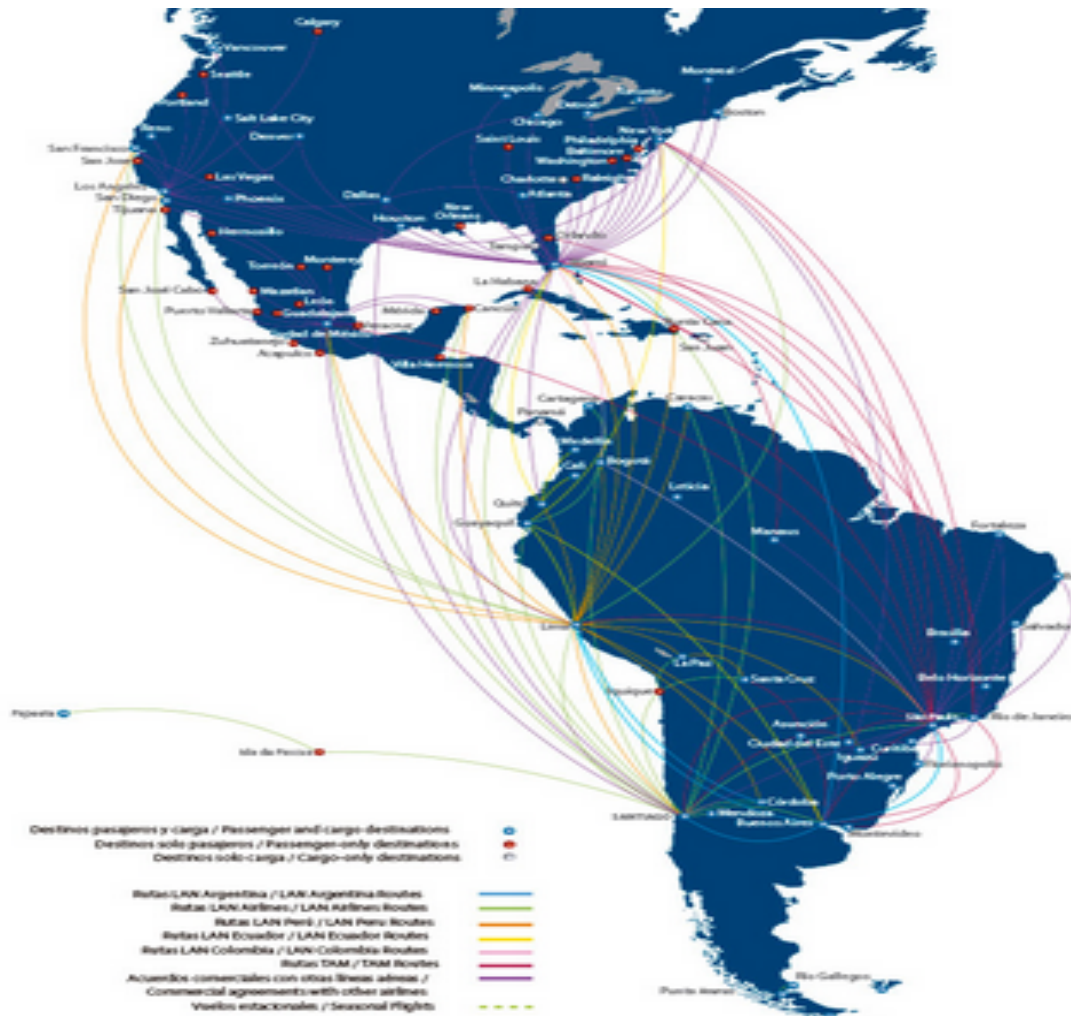 Calgary
Vancouver
Seattle
Portland
Reno
Salt Lake City
Denver
San Francisco
San José
Las Vegas
Los Angeles
San Diego
Tijuana
Phoenix
Minneapolis
Chicago
Detroit
Toronto
Montreal
Boston
New York
Philadelphia
Baltimore
Washington
Saint Louis
Charlotte
Raleigh
Atlanta
Dallas
Houston
New
Orleans
Orlando
Tampa
Miami
Hermosillo
Torreón
Monterrey
San José Cabo
Mazatlan
León
Puerto Vallarta
Guadalajara
Ciudad de México
Veracruz
Mérida
Cancún
Acapulco
La Habana
Punta Cana
San Juan
Cartagena
Caracas
Panamá
Medellín
Bogotá
Cali
Quito
Guayaquil
Leticia
Manaus
Fortaleza
Salvador
Brasilia
Belo Horizonte
Río de Janeiro
Sao Paulo
Lima
La Paz
Santa Cruz
Iquique
Asunción
Ciudad del Este
Iguazú
Curitiba
Florianopolis
Porto Alegre
Papeete
Isla de Pascua
SANTIAGO
Mendoza
Córdoba
Buenos Aires
Montevideo
Río Gallegos
Punta Arenas
Destinos pasajeros y carga / Passenger and cargo destinations
Destinos solo pasajeros / Passenger-only destinations
Destinos solo carga / Cargo-only destinations
Rutas LAN Argentina / LAN Argentina Routes
Rutas LAN Airlines / LAN Airlines Routes
Rutas LAN Perú / LAN Peru Routes
Rutas LAN Ecuador / LAN Ecuador Routes
Rutas LAN Colombia / LAN Colombia Routes
Rutas TAM / TAM Routes
Acuerdos comerciales con otras líneas aéreas /
Commercial agreements with other airlines
Vuelos estacionales / Seasonal Flights